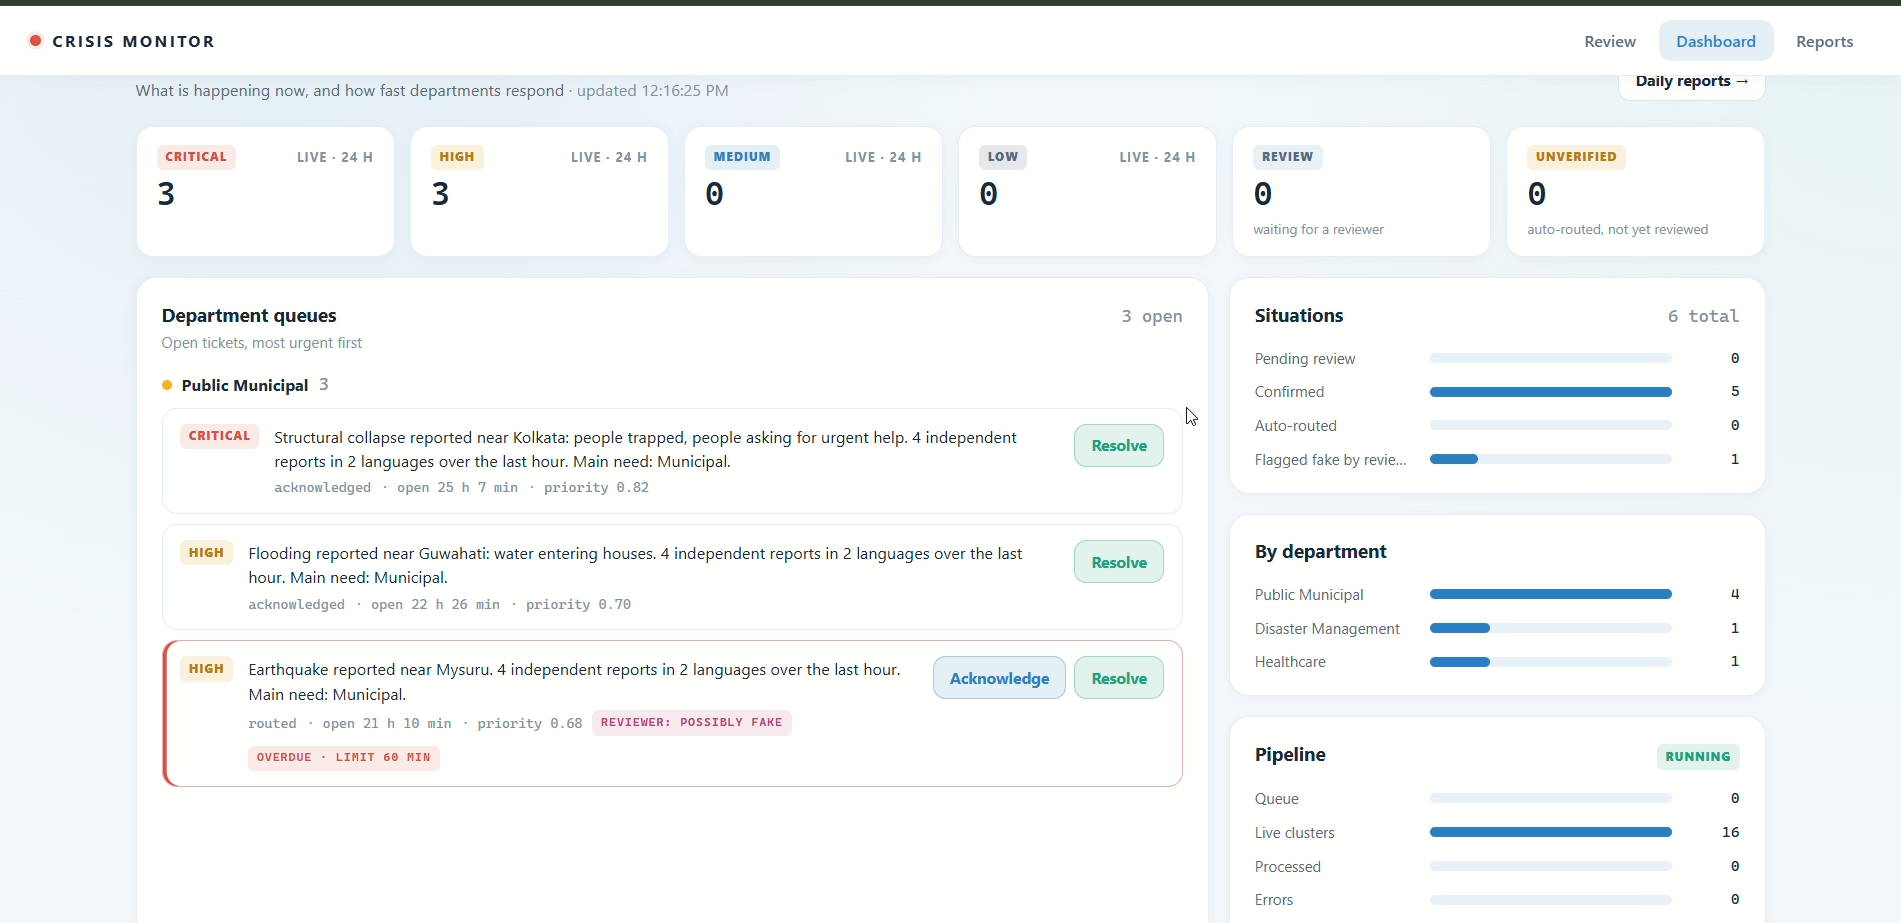 CRISIS MONITOR
Review
Dashboard
Reports
What is happening now, and how fast departments respond · updated 12:16:25 PM
Daily reports →
CRITICAL
LIVE · 24 H
3
HIGH
LIVE · 24 H
3
MEDIUM
LIVE · 24 H
0
LOW
LIVE · 24 H
0
REVIEW
0
waiting for a reviewer
UNVERIFIED
0
auto-routed, not yet reviewed
Department queues
3 open
Open tickets, most urgent first
Public Municipal 3
CRITICAL
Structural collapse reported near Kolkata: people trapped, people asking for urgent help. 4 independent
reports in 2 languages over the last hour. Main need: Municipal.
acknowledged · open 25 h 7 min · priority 0.82
Resolve
HIGH
Flooding reported near Guwahati: water entering houses. 4 independent reports in 2 languages over the last
hour. Main need: Municipal.
acknowledged · open 22 h 26 min · priority 0.70
Resolve
HIGH
Earthquake reported near Mysuru. 4 independent reports in 2 languages over the last hour.
Main need: Municipal.
routed · open 21 h 10 min · priority 0.68 REVIEWER: POSSIBLY FAKE
OVERDUE · LIMIT 60 MIN
Acknowledge
Resolve
Situations
6 total
Pending review 0
Confirmed 5
Auto-routed 0
Flagged fake by revie... 1
By department
Public Municipal 4
Disaster Management 1
Healthcare 1
Pipeline
RUNNING
Queue 0
Live clusters 16
Processed 0
Errors 0